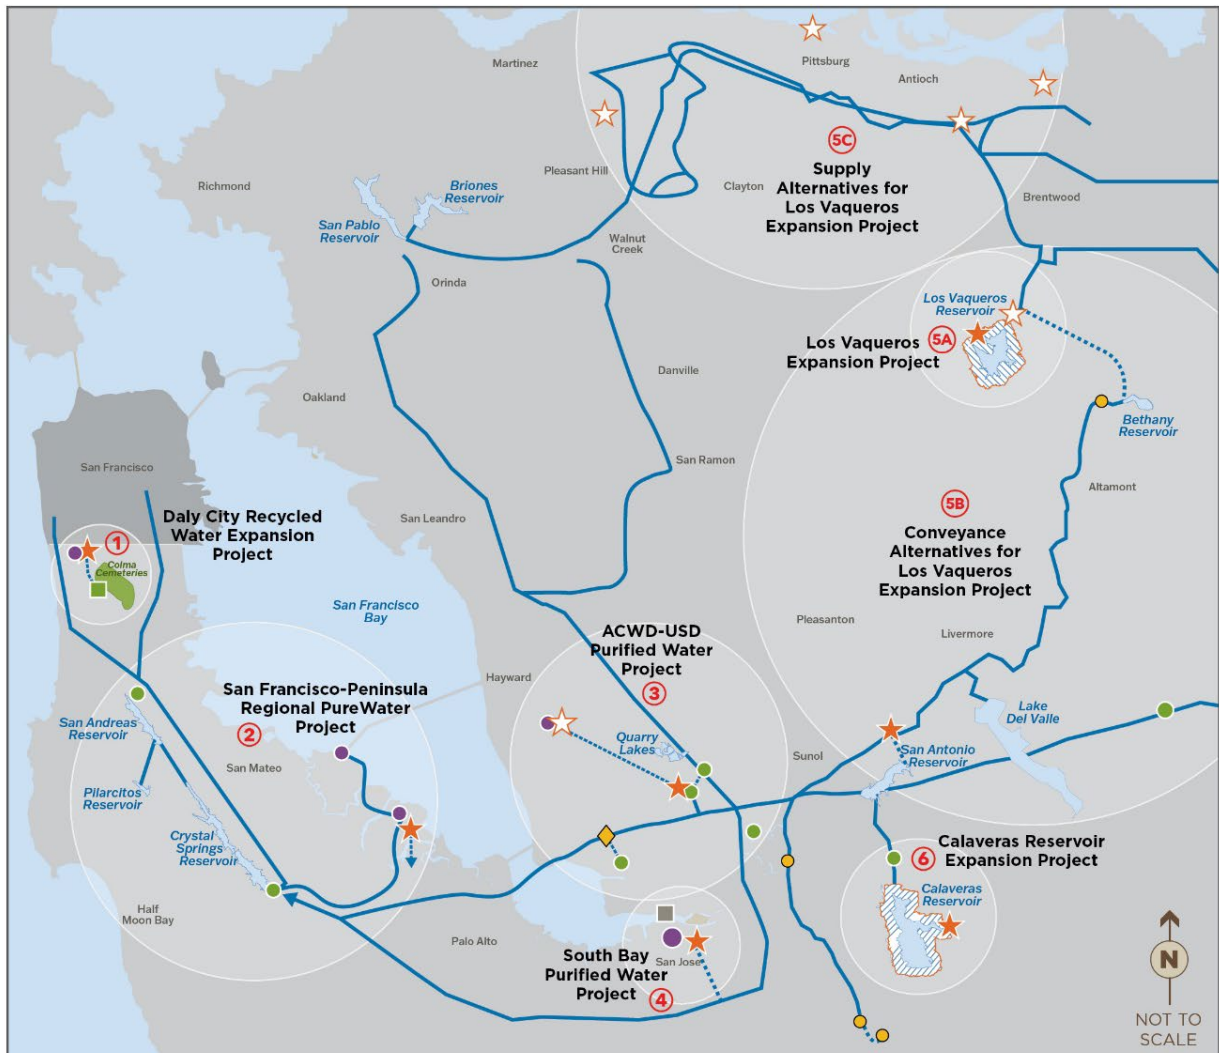 Martinez
Pittsburg
Antioch
5C
Supply
Alternatives for
Los Vaqueros
Expansion Project
Pleasant Hill
Clayton
Richmond
Briones
Reservoir
San Pablo
Reservoir
Brentwood
Walnut
Creek
Orinda
Los Vaqueros
Reservoir
5A
Los Vaqueros
Expansion Project
Danville
Oakland
Bethany
Reservoir
San Francisco
San Ramon
Altamont
5B
Conveyance
Alternatives for
Los Vaqueros
Expansion Project
Daly City Recycled
Water Expansion
Project
1
Colma
Cemeteries
San Leandro
San Francisco
Bay
Pleasanton
Livermore
ACWD-USD
Purified Water
Project
3
Hayward
San Francisco-Peninsula
Regional PureWater
Project
2
San Andreas
Reservoir
San Mateo
Quarry
Lakes
Sunol
San Antonio
Reservoir
Lake
Del Valle
Pilarcitos
Reservoir
Crystal
Springs
Reservoir
6
Calaveras Reservoir
Expansion Project
Calaveras
Reservoir
Half
Moon Bay
Palo Alto
South Bay
Purified Water
Project
4
San Jose
N
NOT TO
SCALE